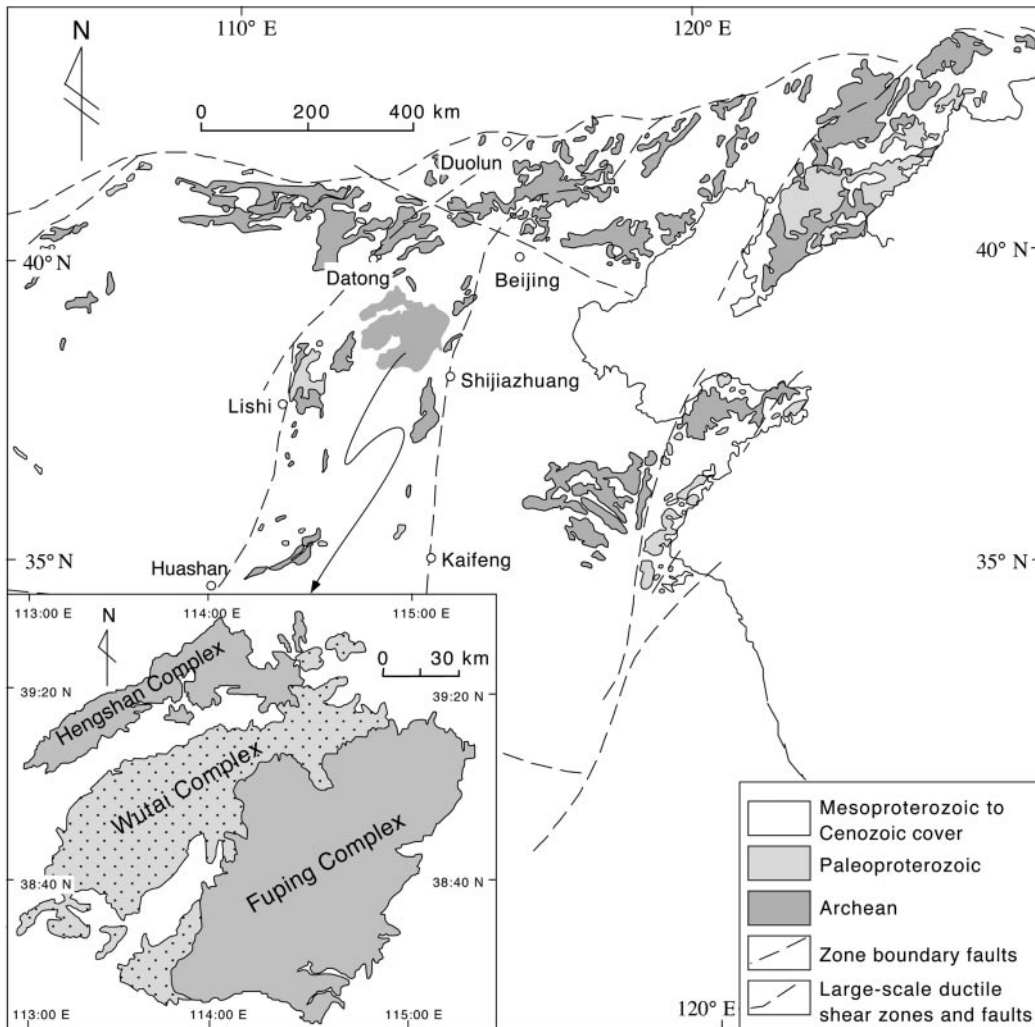 110° E
120° E
N
0 200 400 km
Duolun
40° N
40° N
Datong
Beijing
Shijiazhuang
Lishi
35° N
35° N
Huashan
Kaifeng
113:00 E
114:00 E
115:00 E
N
0 30 km
Hengshan Complex
39:20 N
39:20 N
Wutai Complex
Fuping Complex
38:40 N
38:40 N
113:00 E
114:00 E
115:00 E
120° E
Mesoproterozoic to
Cenozoic cover
Paleoproterozoic
Archean
Zone boundary faults
Large-scale ductile
shear zones and faults